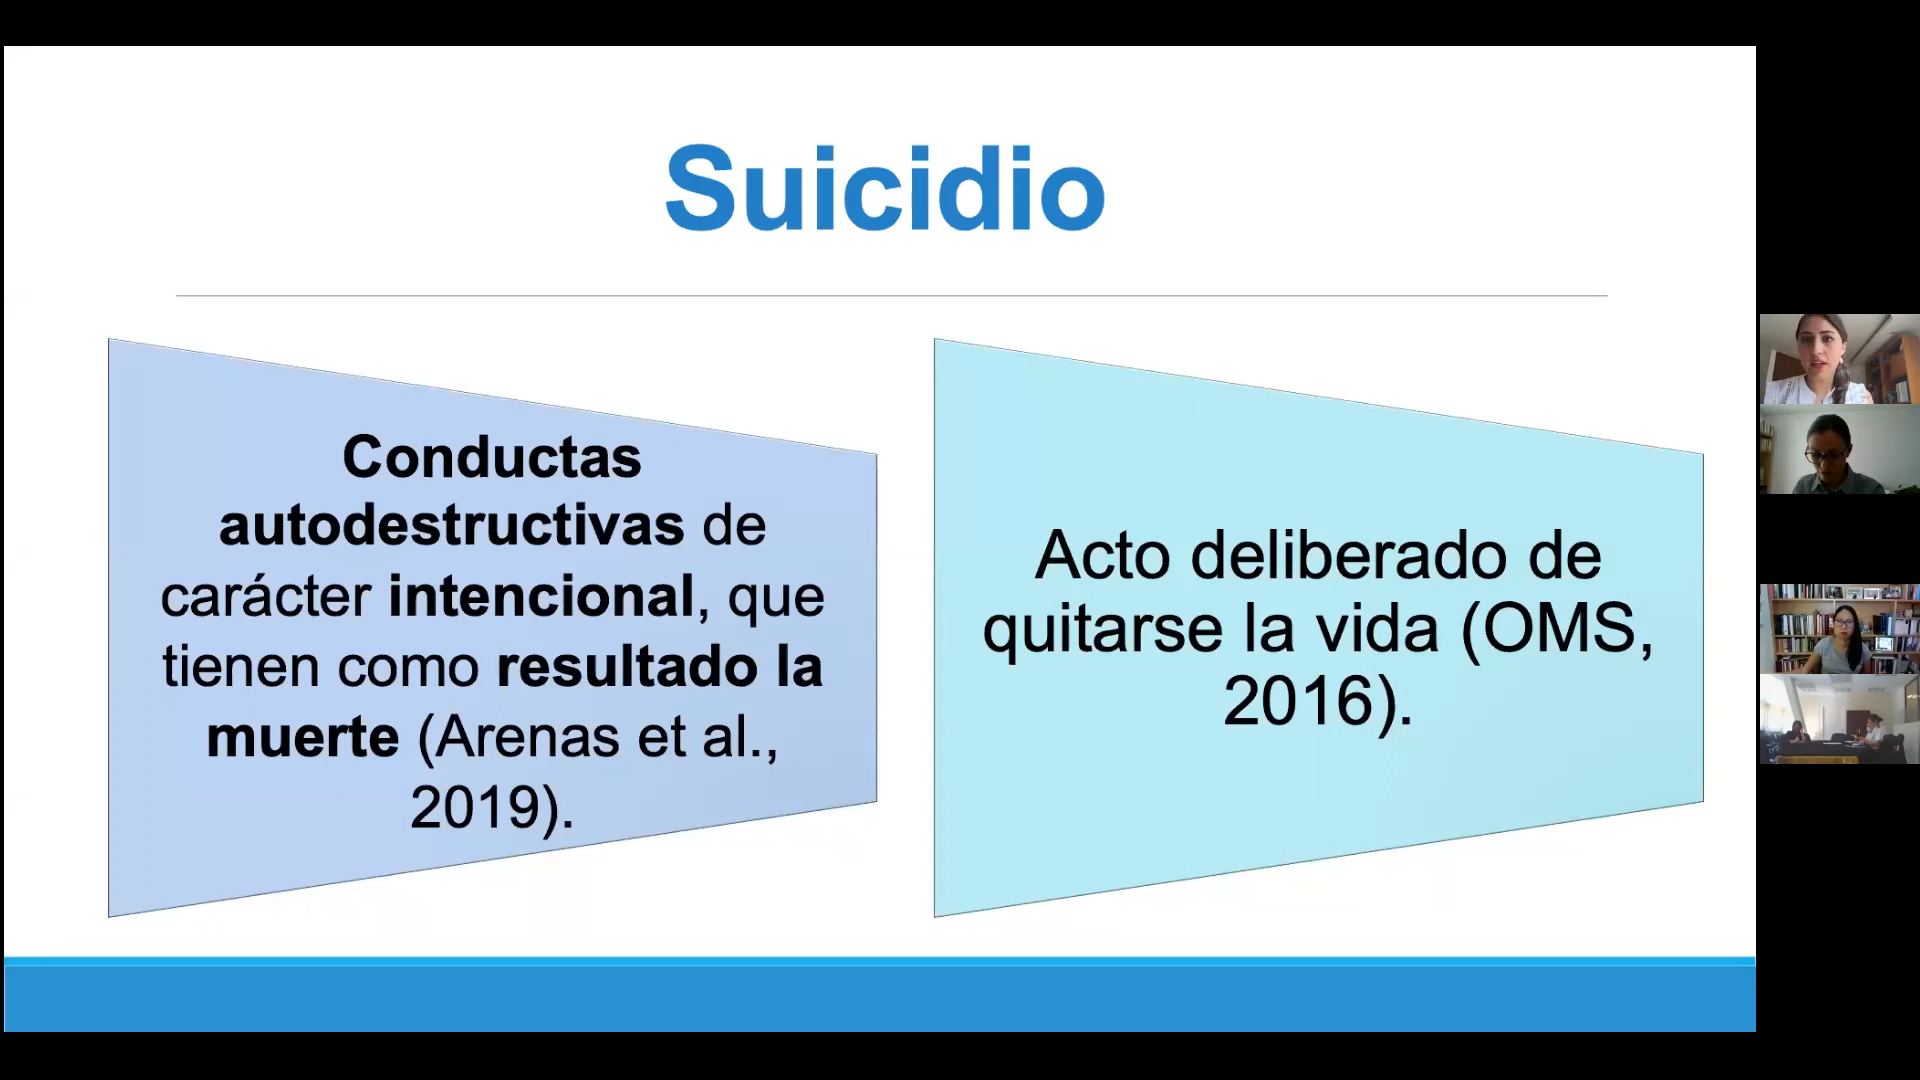 Suicidio
Conductas
autodestructivas de
carácter intencional, que
tienen como resultado la
muerte (Arenas et al.,
2019).
Acto deliberado de
quitarse la vida (OMS,
2016).